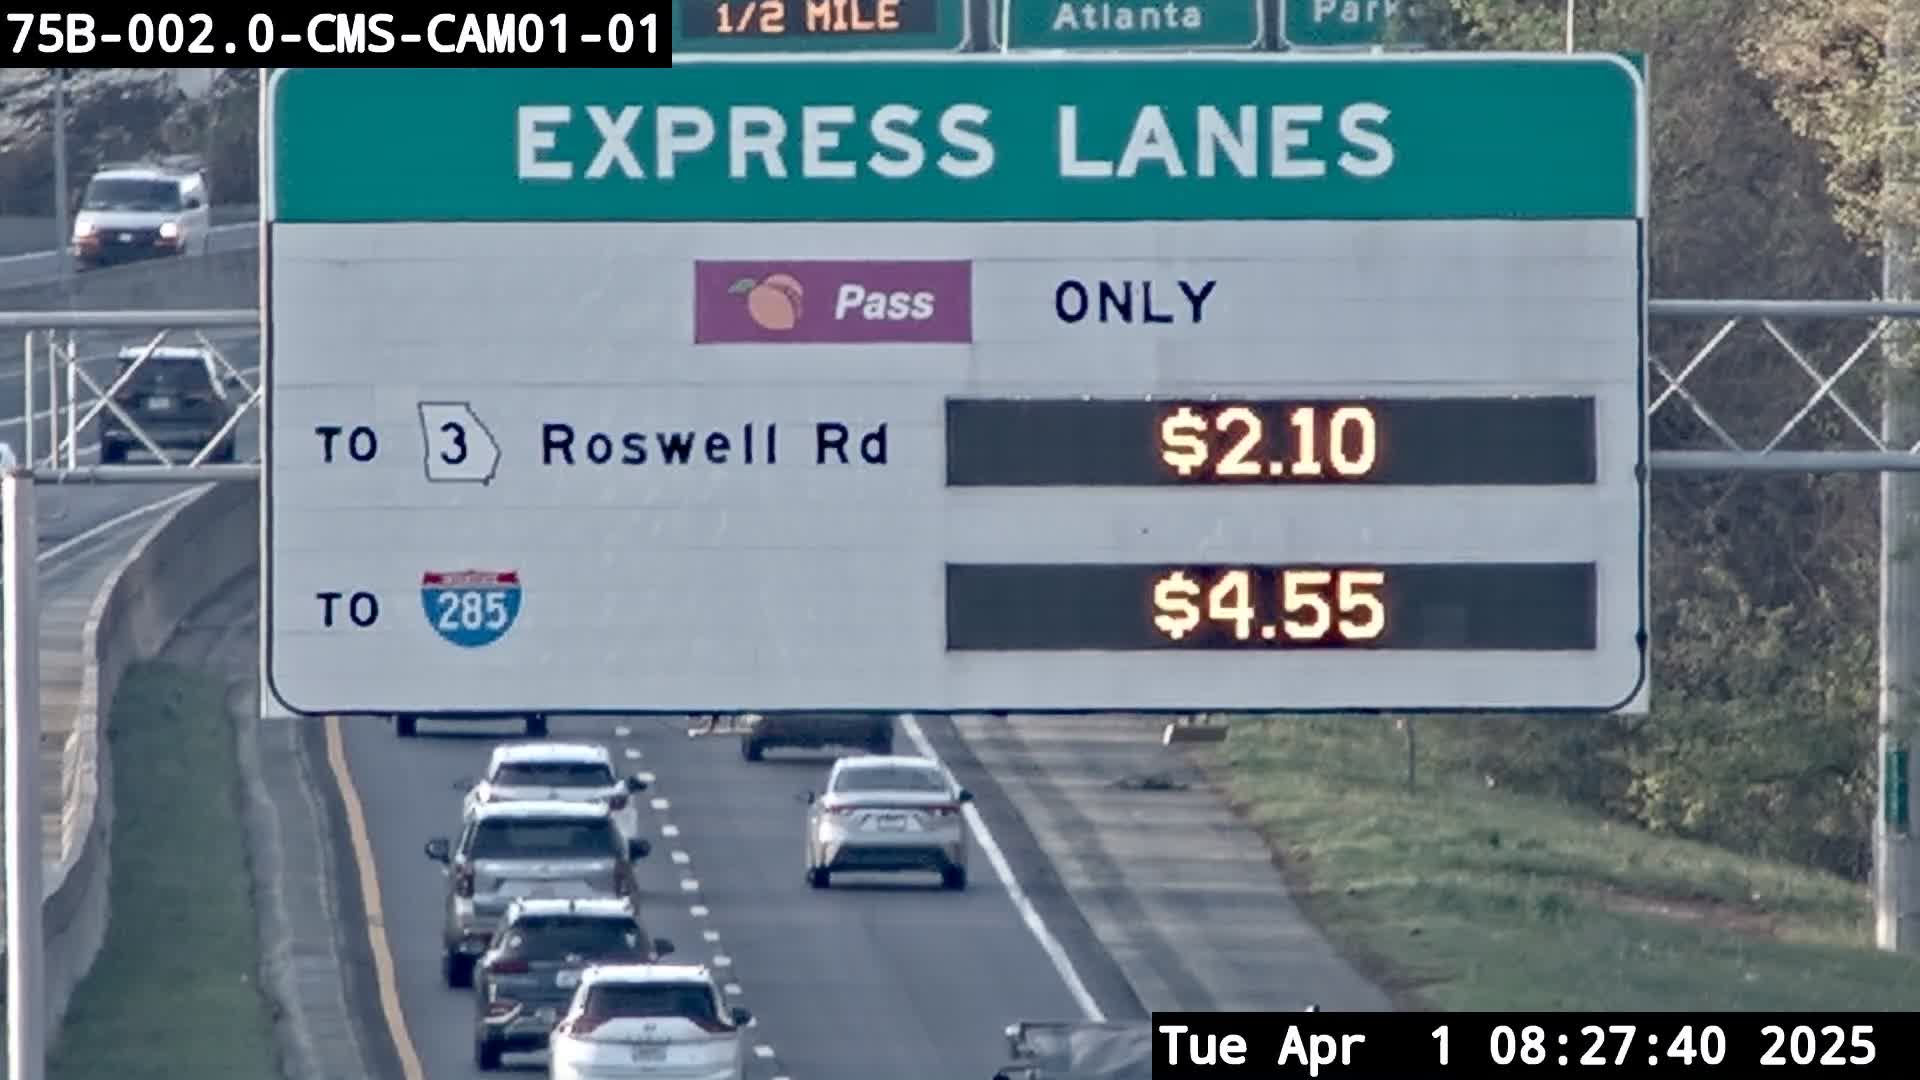 75B-002.0-CMS-CAM01-01
1/2 MILE
Atlanta
EXPRESS LANES
Pass ONLY
TO 3 Roswell Rd $2.10
TO 285 $4.55
Tue Apr 1 08:27:40 2025